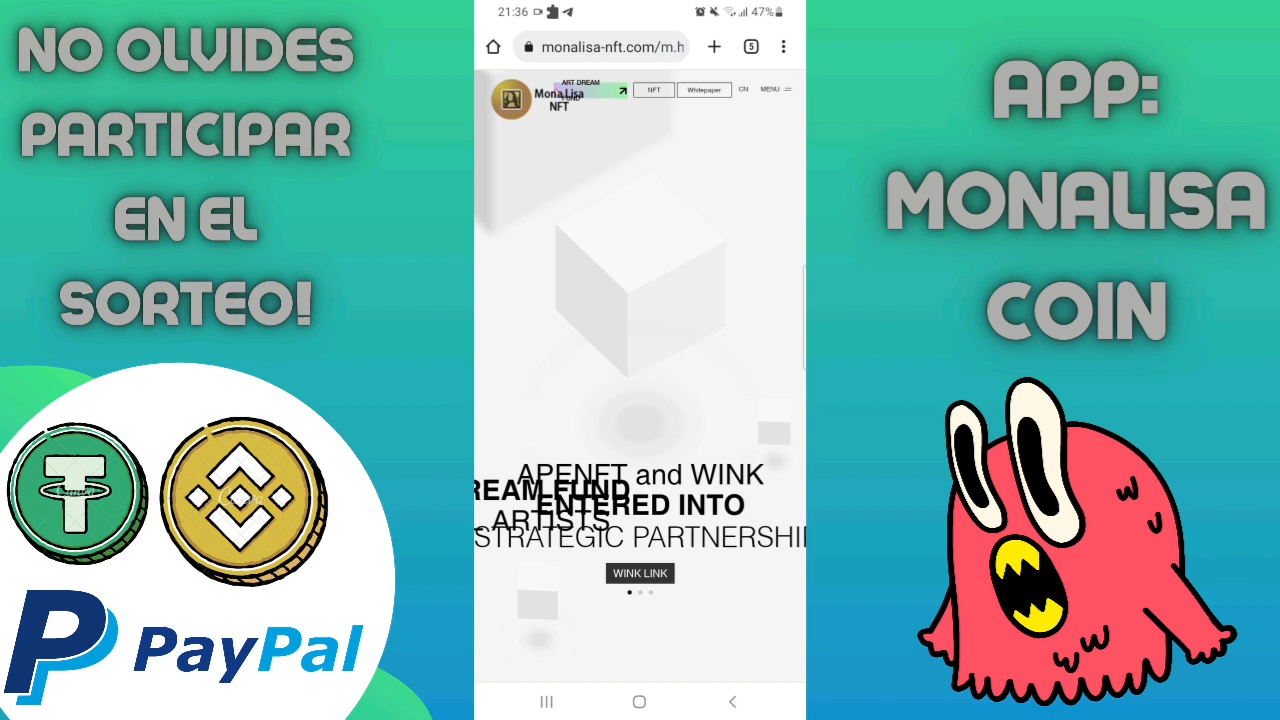 NO OLVIDES
PARTICIPAR
EN EL
SORTEO!
PayPal
21:36
47%
monalisa-nft.com/m.h
5
Mona Lisa
NFT
ART DREAM
FUND
NFT
Whitepaper
CN
MENU
APENFT and WINK
ENTERED INTO
STRATEGIC PARTNERSHI
REAM FUND
ARTISTS
WINK LINK
APP:
MONALISA
COIN